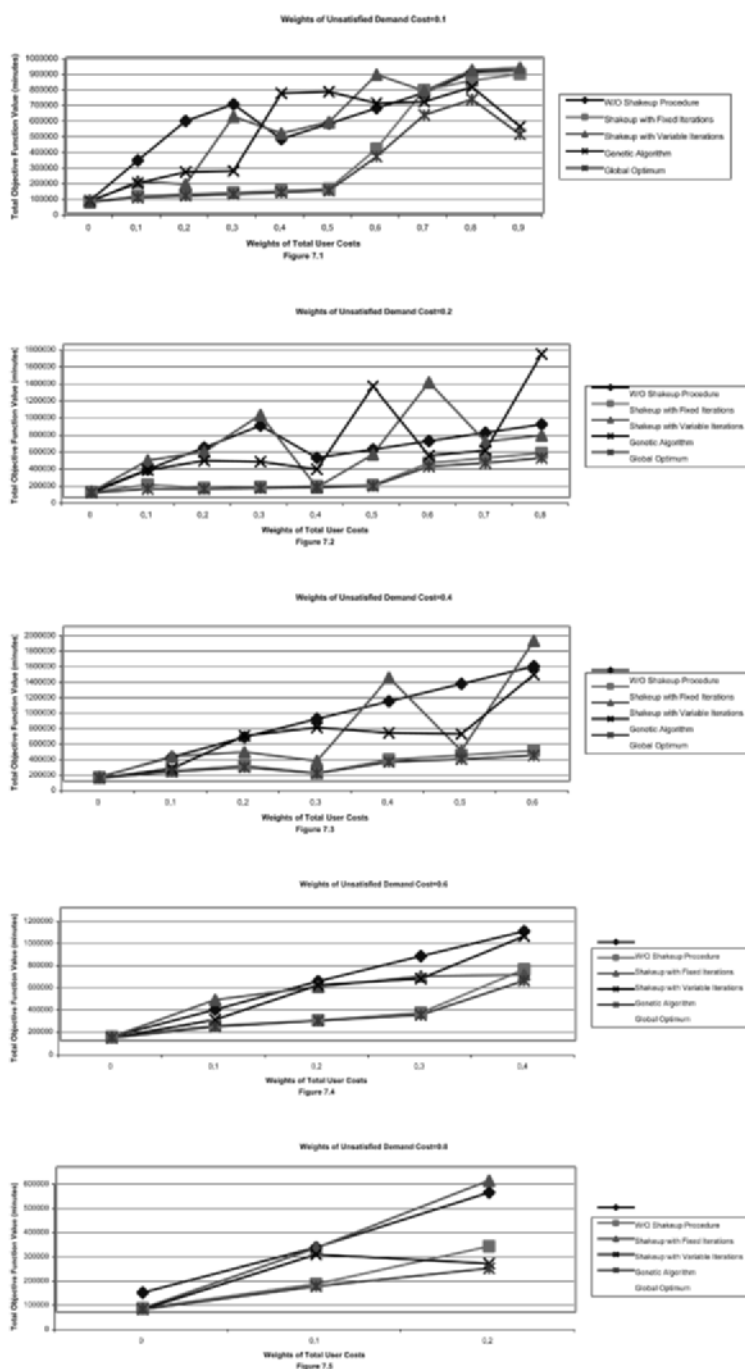 Weights of Unsatisfied Demand Cost=0.1
Total Objective Function Value (minutes)
1000000
900000
800000
700000
600000
500000
400000
300000
200000
100000
0
0 0,1 0,2 0,3 0,4 0,5 0,6 0,7 0,8 0,9
Weights of Total User Costs
Figure 7.1
W/O Shakeup Procedure
Shakeup with Fixed Iterations
Shakeup with Variable Iterations
Genetic Algorithm
Global Optimum
Weights of Unsatisfied Demand Cost=0.2
Total Objective Function Value (minutes)
1800000
1600000
1400000
1200000
1000000
800000
600000
400000
200000
0
0 0,1 0,2 0,3 0,4 0,5 0,6 0,7 0,8
Weights of Total User Costs
Figure 7.2
W/O Shakeup Procedure
Shakeup with Fixed Iterations
Shakeup with Variable Iterations
Genetic Algorithm
Global Optimum
Weights of Unsatisfied Demand Cost=0.4
Total Objective Function Value (minutes)
2000000
1800000
1600000
1400000
1200000
1000000
800000
600000
400000
200000
0
0 0,1 0,2 0,3 0,4 0,5 0,6
Weights of Total User Costs
Figure 7.3
W/O Shakeup Procedure
Shakeup with Fixed Iterations
Shakeup with Variable Iterations
Genetic Algorithm
Global Optimum
Weights of Unsatisfied Demand Cost=0.6
Total Objective Function Value (minutes)
1200000
1000000
800000
600000
400000
200000
0
0 0,1 0,2 0,3 0,4
Weights of Total User Costs
Figure 7.4
W/O Shakeup Procedure
Shakeup with Fixed Iterations
Shakeup with Variable Iterations
Genetic Algorithm
Global Optimum
Weights of Unsatisfied Demand Cost=0.8
Total Objective Function Value (minutes)
600000
500000
400000
300000
200000
100000
0
0 0,1 0,2
Weights of Total User Costs
Figure 7.5
W/O Shakeup Procedure
Shakeup with Fixed Iterations
Shakeup with Variable Iterations
Genetic Algorithm
Global Optimum